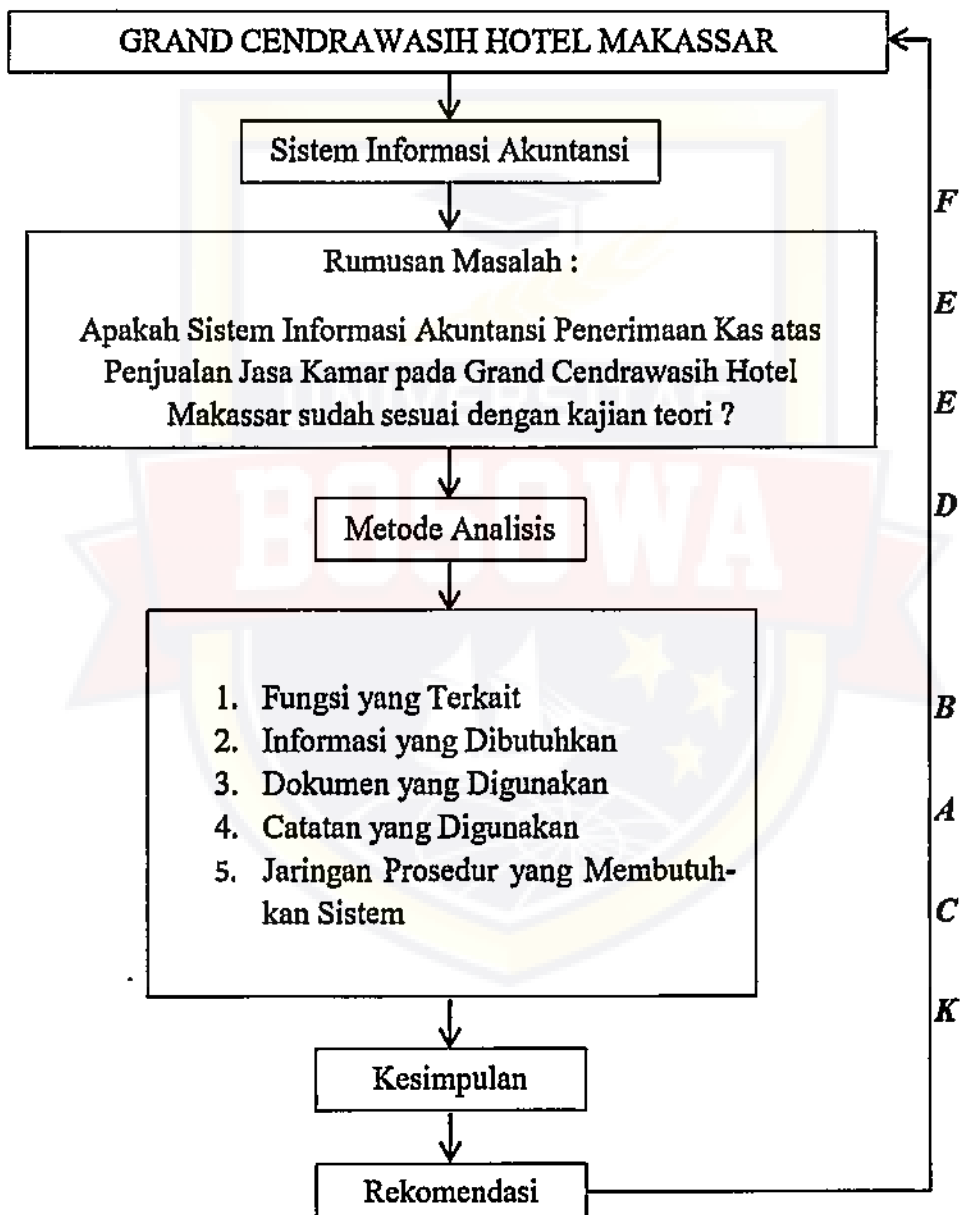 GRAND CENDRAWASIH HOTEL MAKASSAR
Sistem Informasi Akuntansi
Rumusan Masalah :
Apakah Sistem Informasi Akuntansi Penerimaan Kas atas
Penjualan Jasa Kamar pada Grand Cendrawasih Hotel
Makassar sudah sesuai dengan kajian teori ?
Metode Analisis
1. Fungsi yang Terkait
2. Informasi yang Dibutuhkan
3. Dokumen yang Digunakan
4. Catatan yang Digunakan
5. Jaringan Prosedur yang Membutuh-
kan Sistem
Kesimpulan
Rekomendasi
F
E
E
D
B
A
C
K
UNIVERSITAS
BOSOWA